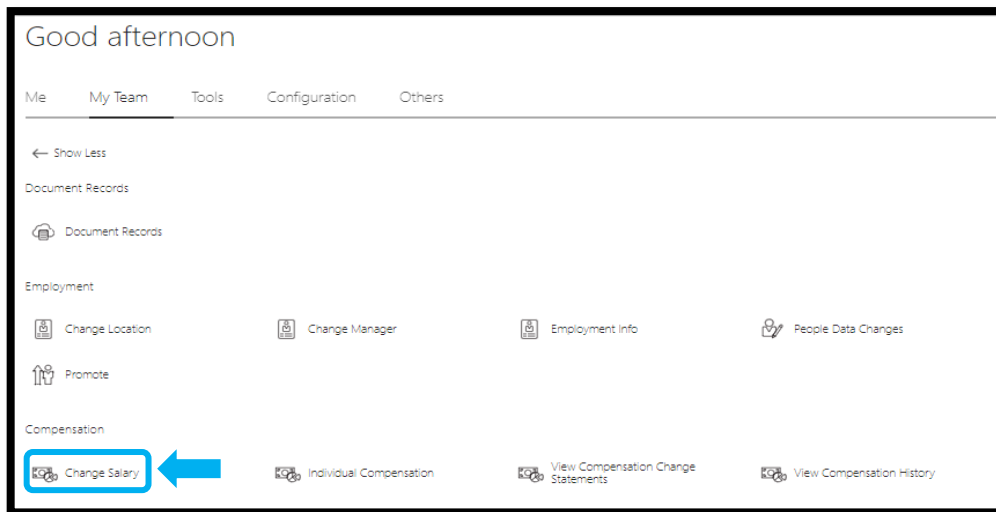 Good afternoon
Me My Team Tools Configuration Others
Show Less
Document Records
Document Records
Employment
Change Location Change Manager Employment Info People Data Changes
Promote
Compensation
Change Salary Individual Compensation View Compensation Change Statements View Compensation History